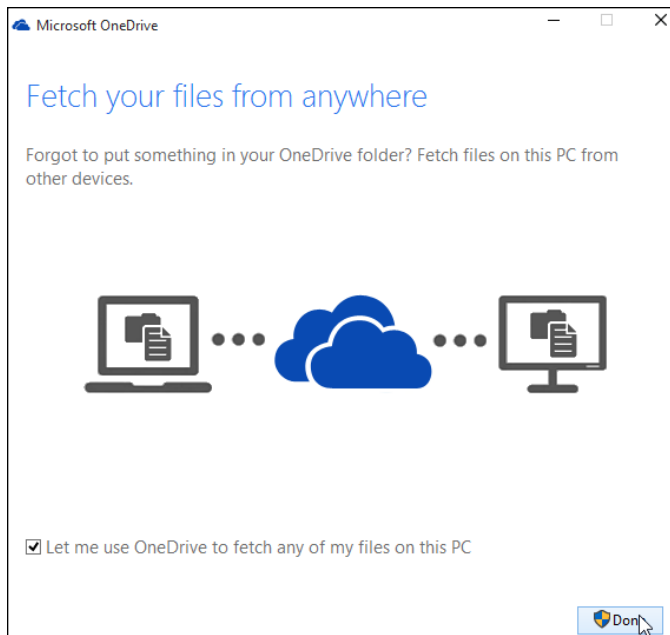 Microsoft OneDrive
Fetch your files from anywhere
Forgot to put something in your OneDrive folder? Fetch files on this PC from
other devices.
Let me use OneDrive to fetch any of my files on this PC
Don